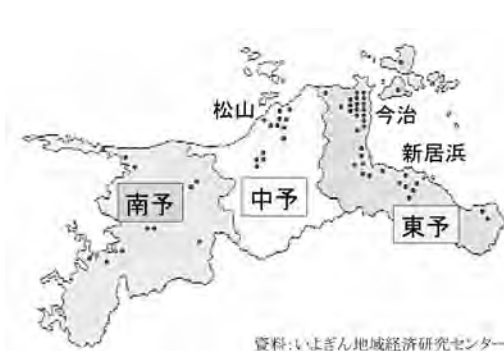 松山
今治
新居浜
南予
中予
東予
資料:いよぎん地域経済研究センター